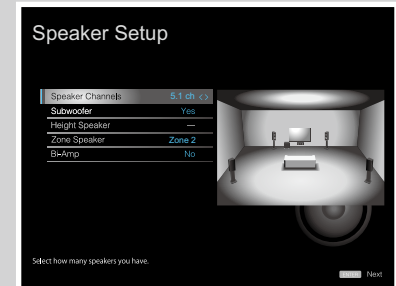 Speaker Setup
Speaker Channels 5.1 ch <>
Subwoofer Yes
Height Speaker —
Zone Speaker Zone 2
Bi-Amp No
Select how many speakers you have.
ENTER Next